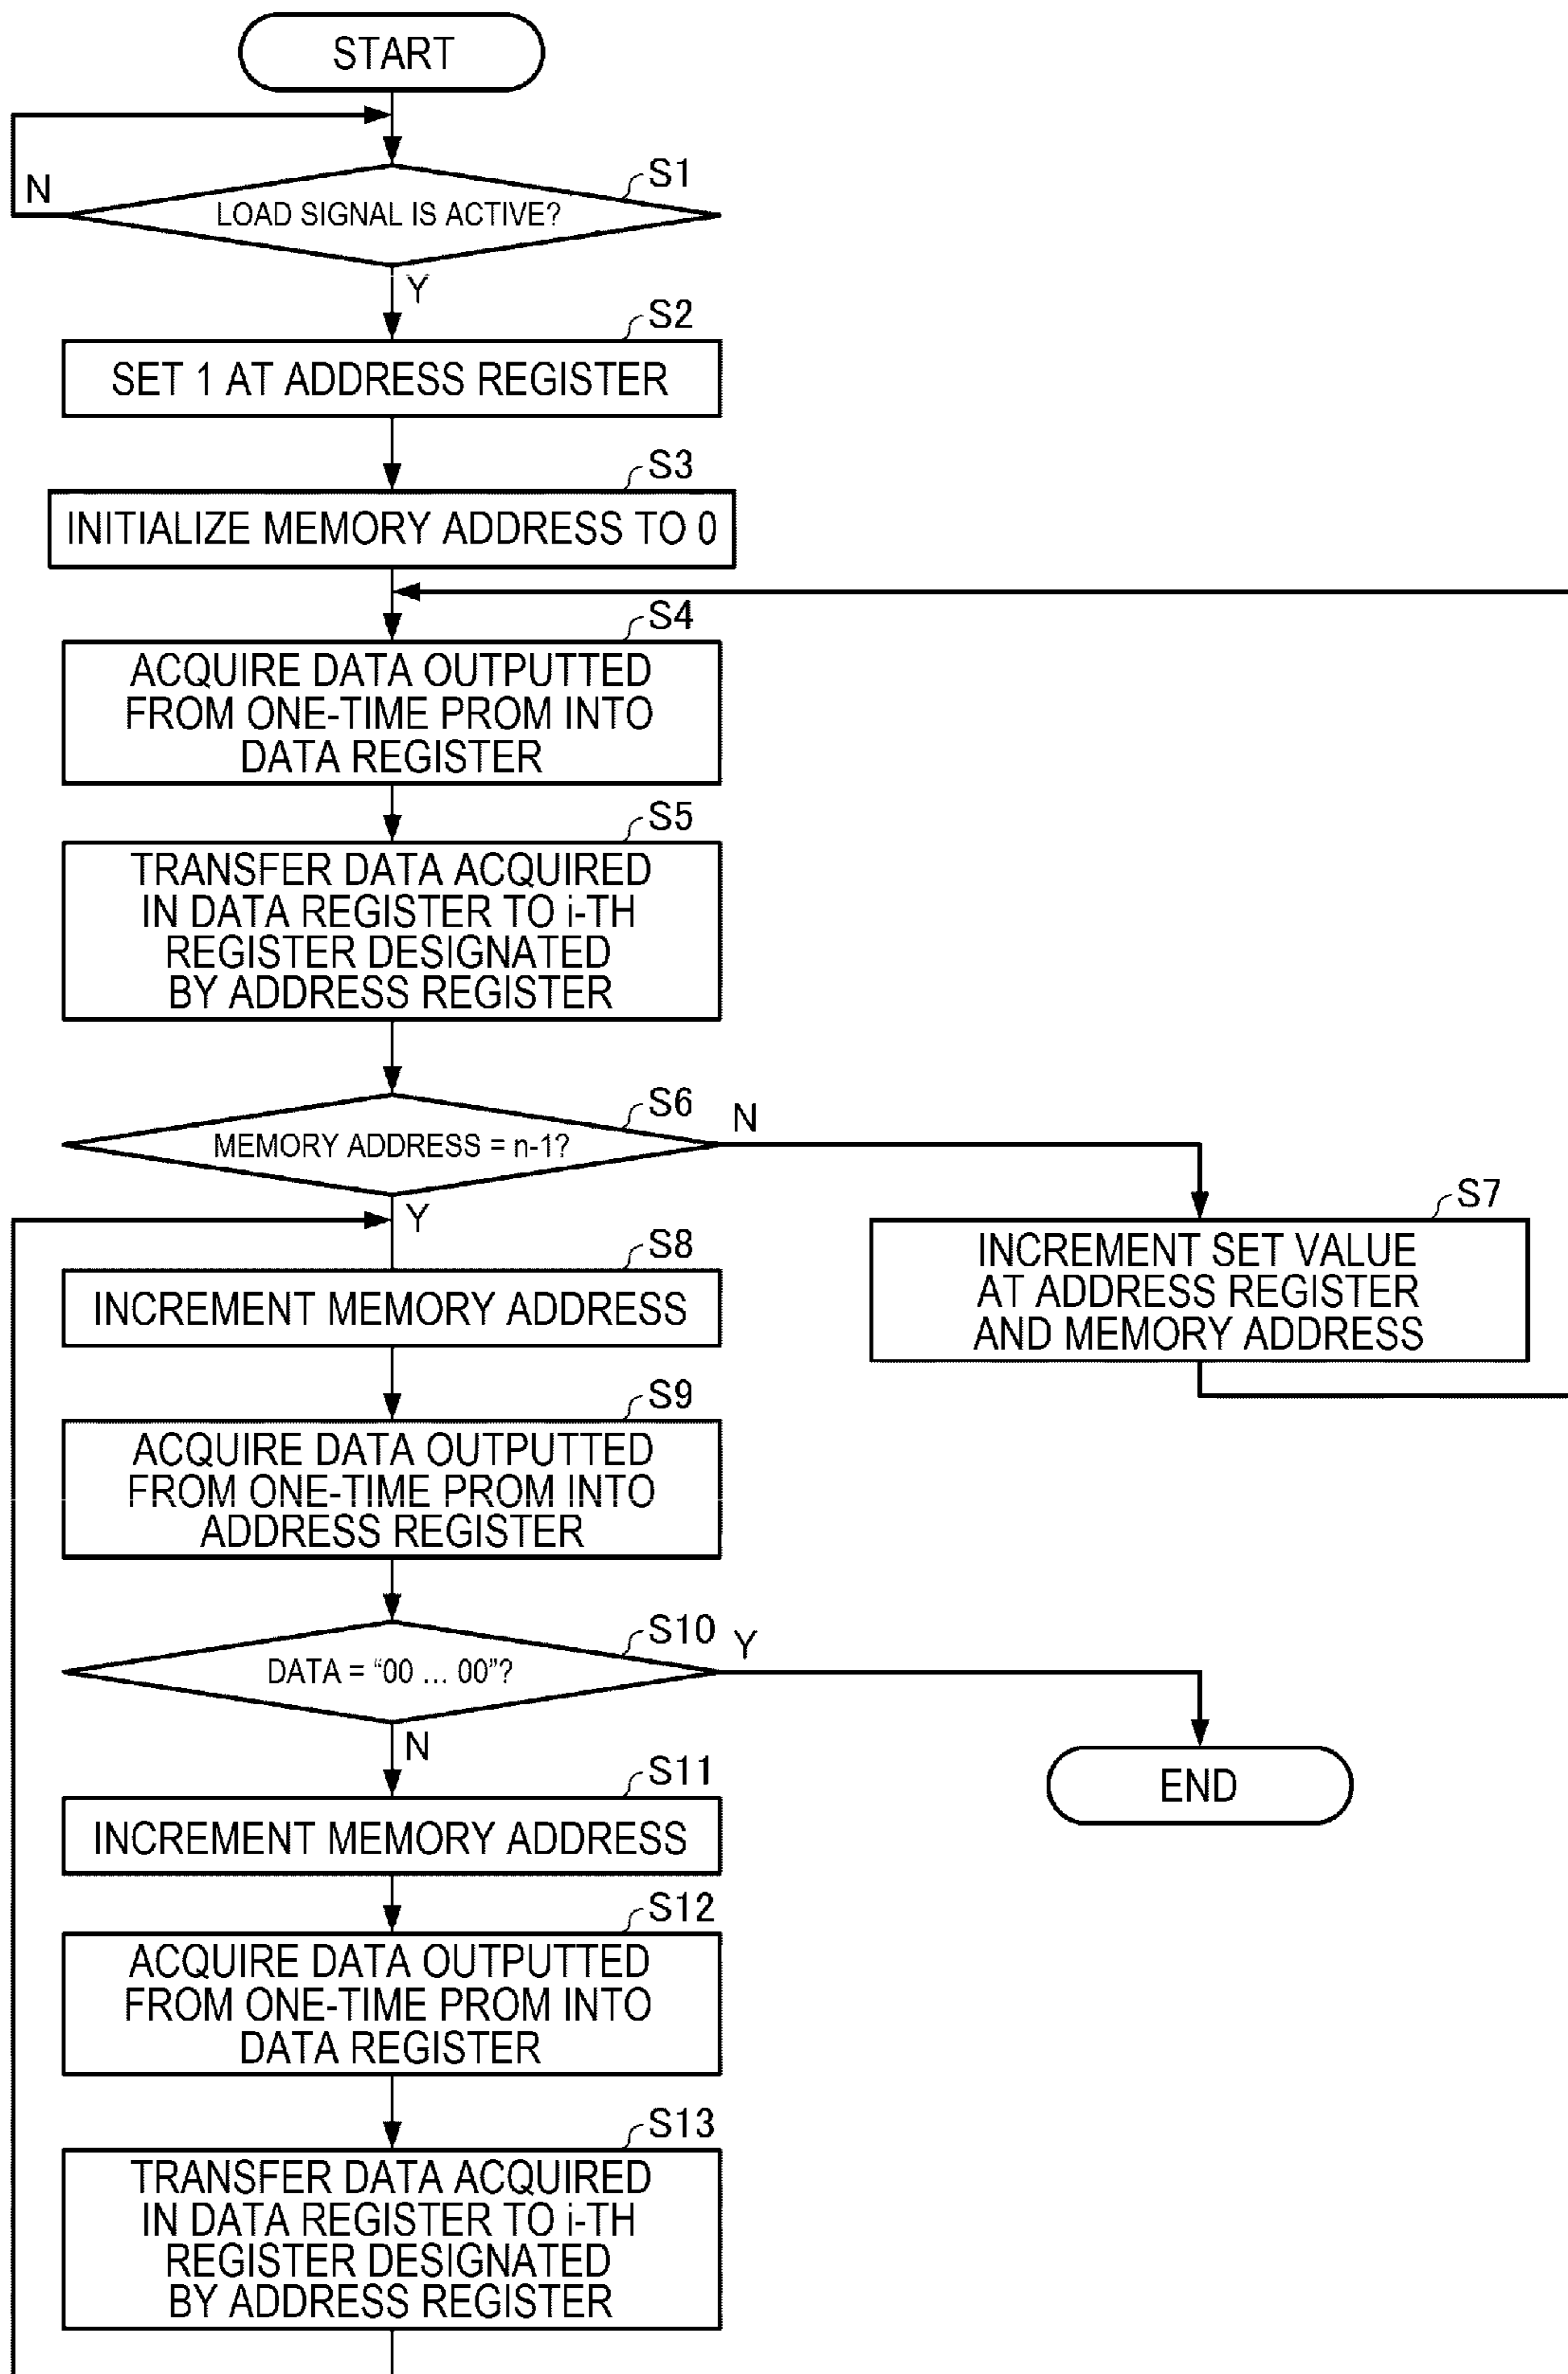 START
N
S1
LOAD SIGNAL IS ACTIVE?
Y
S2
SET 1 AT ADDRESS REGISTER
S3
INITIALIZE MEMORY ADDRESS TO 0
S4
ACQUIRE DATA OUTPUTTED
FROM ONE-TIME PROM INTO
DATA REGISTER
S5
TRANSFER DATA ACQUIRED
IN DATA REGISTER TO i-TH
REGISTER DESIGNATED
BY ADDRESS REGISTER
S6
N
MEMORY ADDRESS = n-1?
Y
S7
INCREMENT SET VALUE
AT ADDRESS REGISTER
AND MEMORY ADDRESS
S8
INCREMENT MEMORY ADDRESS
S9
ACQUIRE DATA OUTPUTTED
FROM ONE-TIME PROM INTO
ADDRESS REGISTER
S10
Y
DATA = “00 ... 00”?
N
END
S11
INCREMENT MEMORY ADDRESS
S12
ACQUIRE DATA OUTPUTTED
FROM ONE-TIME PROM INTO
DATA REGISTER
S13
TRANSFER DATA ACQUIRED
IN DATA REGISTER TO i-TH
REGISTER DESIGNATED
BY ADDRESS REGISTER